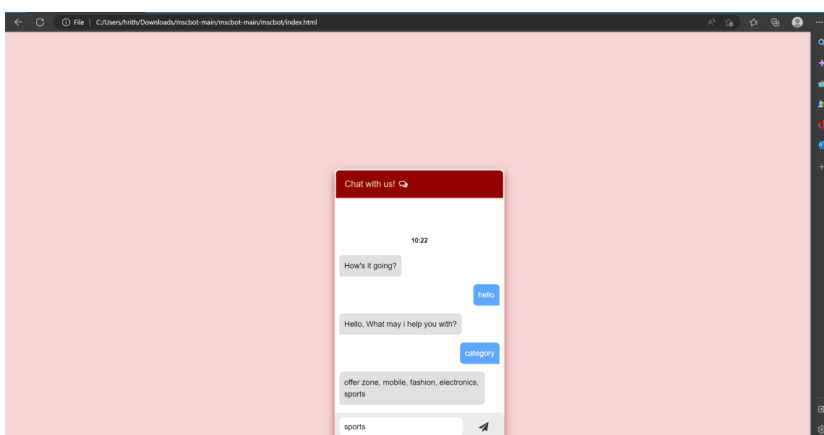 File | C:/Users/hrith/Downloads/mscbot-main/mscbot-main/mscbot/index.html
Chat with us!
10:22
How's it going?
hello
Hello, What may i help you with?
category
offer zone, mobile, fashion, electronics,
sports
sports